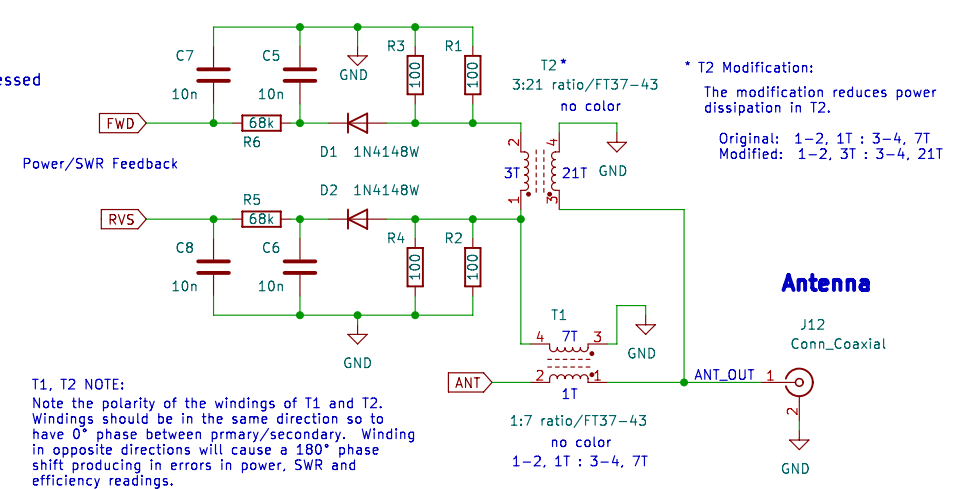 essed
C7
10n
C5
10n
GND
R3
100
R1
100
T2*
3:21 ratio/FT37-43
no color
* T2 Modification:
The modification reduces power
dissipation in T2.
Original: 1-2, 1T : 3-4, 7T
Modified: 1-2, 3T : 3-4, 21T
FWD
68k
R6
D1 1N4148W
Power/SWR Feedback
2
4
3T
21T
1
3
GND
D2 1N4148W
RVS
R5
68k
C8
10n
C6
10n
R4
100
R2
100
GND
T1
4
7T
3
GND
ANT
2
1
1T
1:7 ratio/FT37-43
no color
1-2, 1T : 3-4, 7T
Antenna
J12
Conn_Coaxial
ANT_OUT
1
2
GND
T1, T2 NOTE:
Note the polarity of the windings of T1 and T2.
Windings should be in the same direction so to
have 0° phase between prmary/secondary. Winding
in opposite directions will cause a 180° phase
shift producing in errors in power, SWR and
efficiency readings.